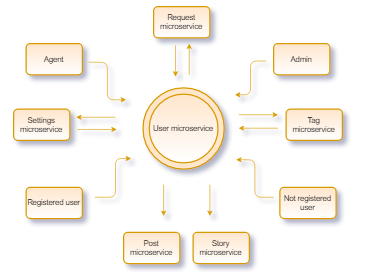 Request
microservice
Agent
Admin
Settings
microservice
User microservice
Tag
microservice
Registered user
Not registered
user
Post
microservice
Story
microservice